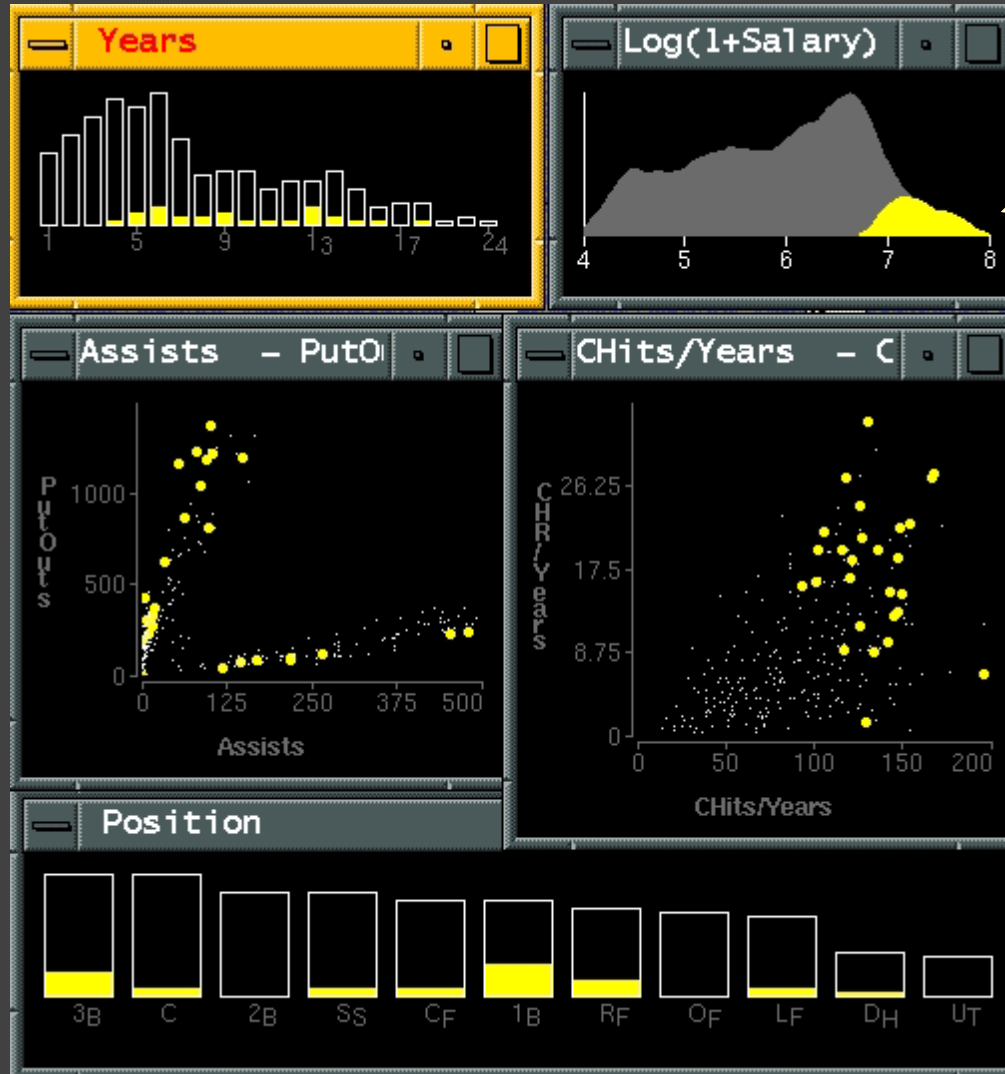 Years
1 5 9 13 17 24
Log(1+Salary)
4 5 6 7 8
Assists - PutO
PutOuts
1000
500
0
0 125 250 375 500
Assists
CHits/Years - C
CHR/Years
26.25
17.5
8.75
0
0 50 100 150 200
CHits/Years
Position
3B C 2B SS CF 1B RF OF LF DH UT